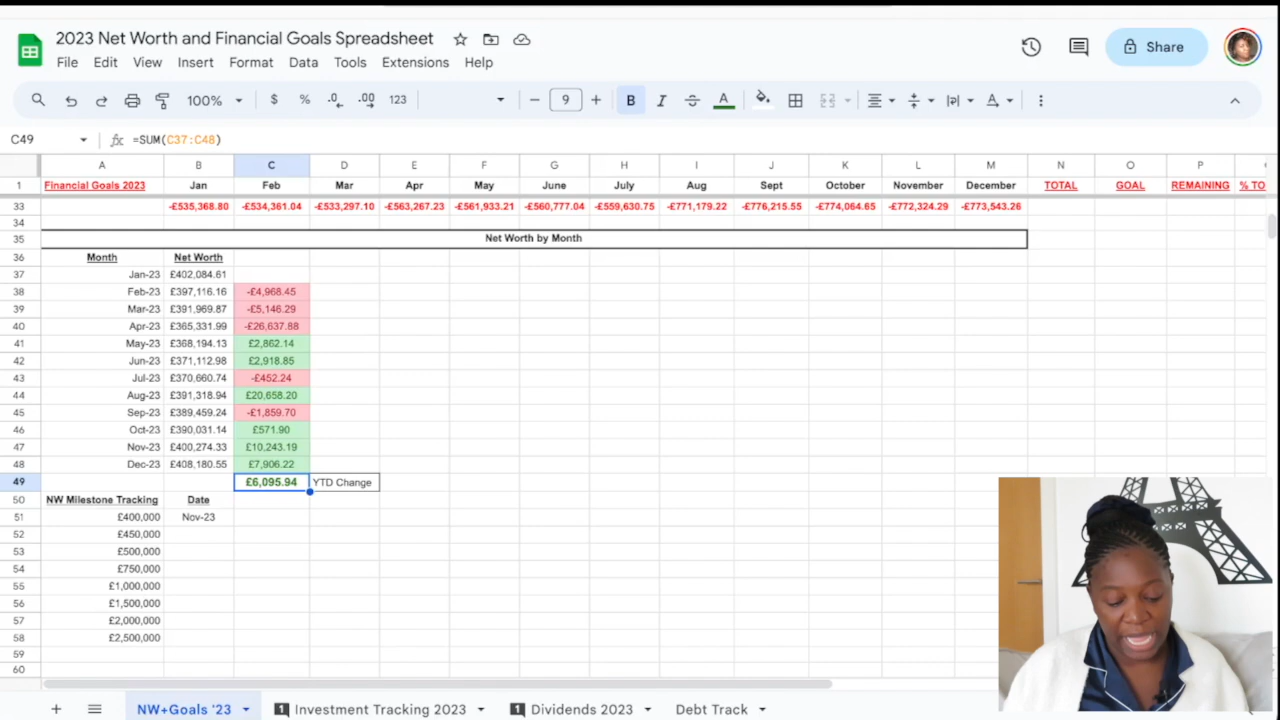 2023 Net Worth and Financial Goals Spreadsheet
File Edit View Insert Format Data Tools Extensions Help
Share
100% $ % .0 .00 123 9 B I A
C49 fx =SUM(C37:C48)
A B C D E F G H I J K L M N O P
1 Financial Goals 2023 Jan Feb Mar Apr May June July Aug Sept October November December TOTAL GOAL REMAINING % TO
33 -£535,368.80 -£534,361.04 -£533,297.10 -£563,267.23 -£561,933.21 -£560,777.04 -£559,630.75 -£771,179.22 -£776,215.55 -£774,064.65 -£772,324.29 -£773,543.26
34
35 Net Worth by Month
36 Month Net Worth
37 Jan-23 £402,084.61
38 Feb-23 £397,116.16 -£4,968.45
39 Mar-23 £391,969.87 -£5,146.29
40 Apr-23 £365,331.99 -£26,637.88
41 May-23 £368,194.13 £2,862.14
42 Jun-23 £371,112.98 £2,918.85
43 Jul-23 £370,660.74 -£452.24
44 Aug-23 £391,318.94 £20,658.20
45 Sep-23 £389,459.24 -£1,859.70
46 Oct-23 £390,031.14 £571.90
47 Nov-23 £400,274.33 £10,243.19
48 Dec-23 £408,180.55 £7,906.22
49 £6,095.94 YTD Change
50 NW Milestone Tracking Date
51 £400,000 Nov-23
52 £450,000
53 £500,000
54 £750,000
55 £1,000,000
56 £1,500,000
57 £2,000,000
58 £2,500,000
59
60
NW+Goals '23 1 Investment Tracking 2023 1 Dividends 2023 Debt Track